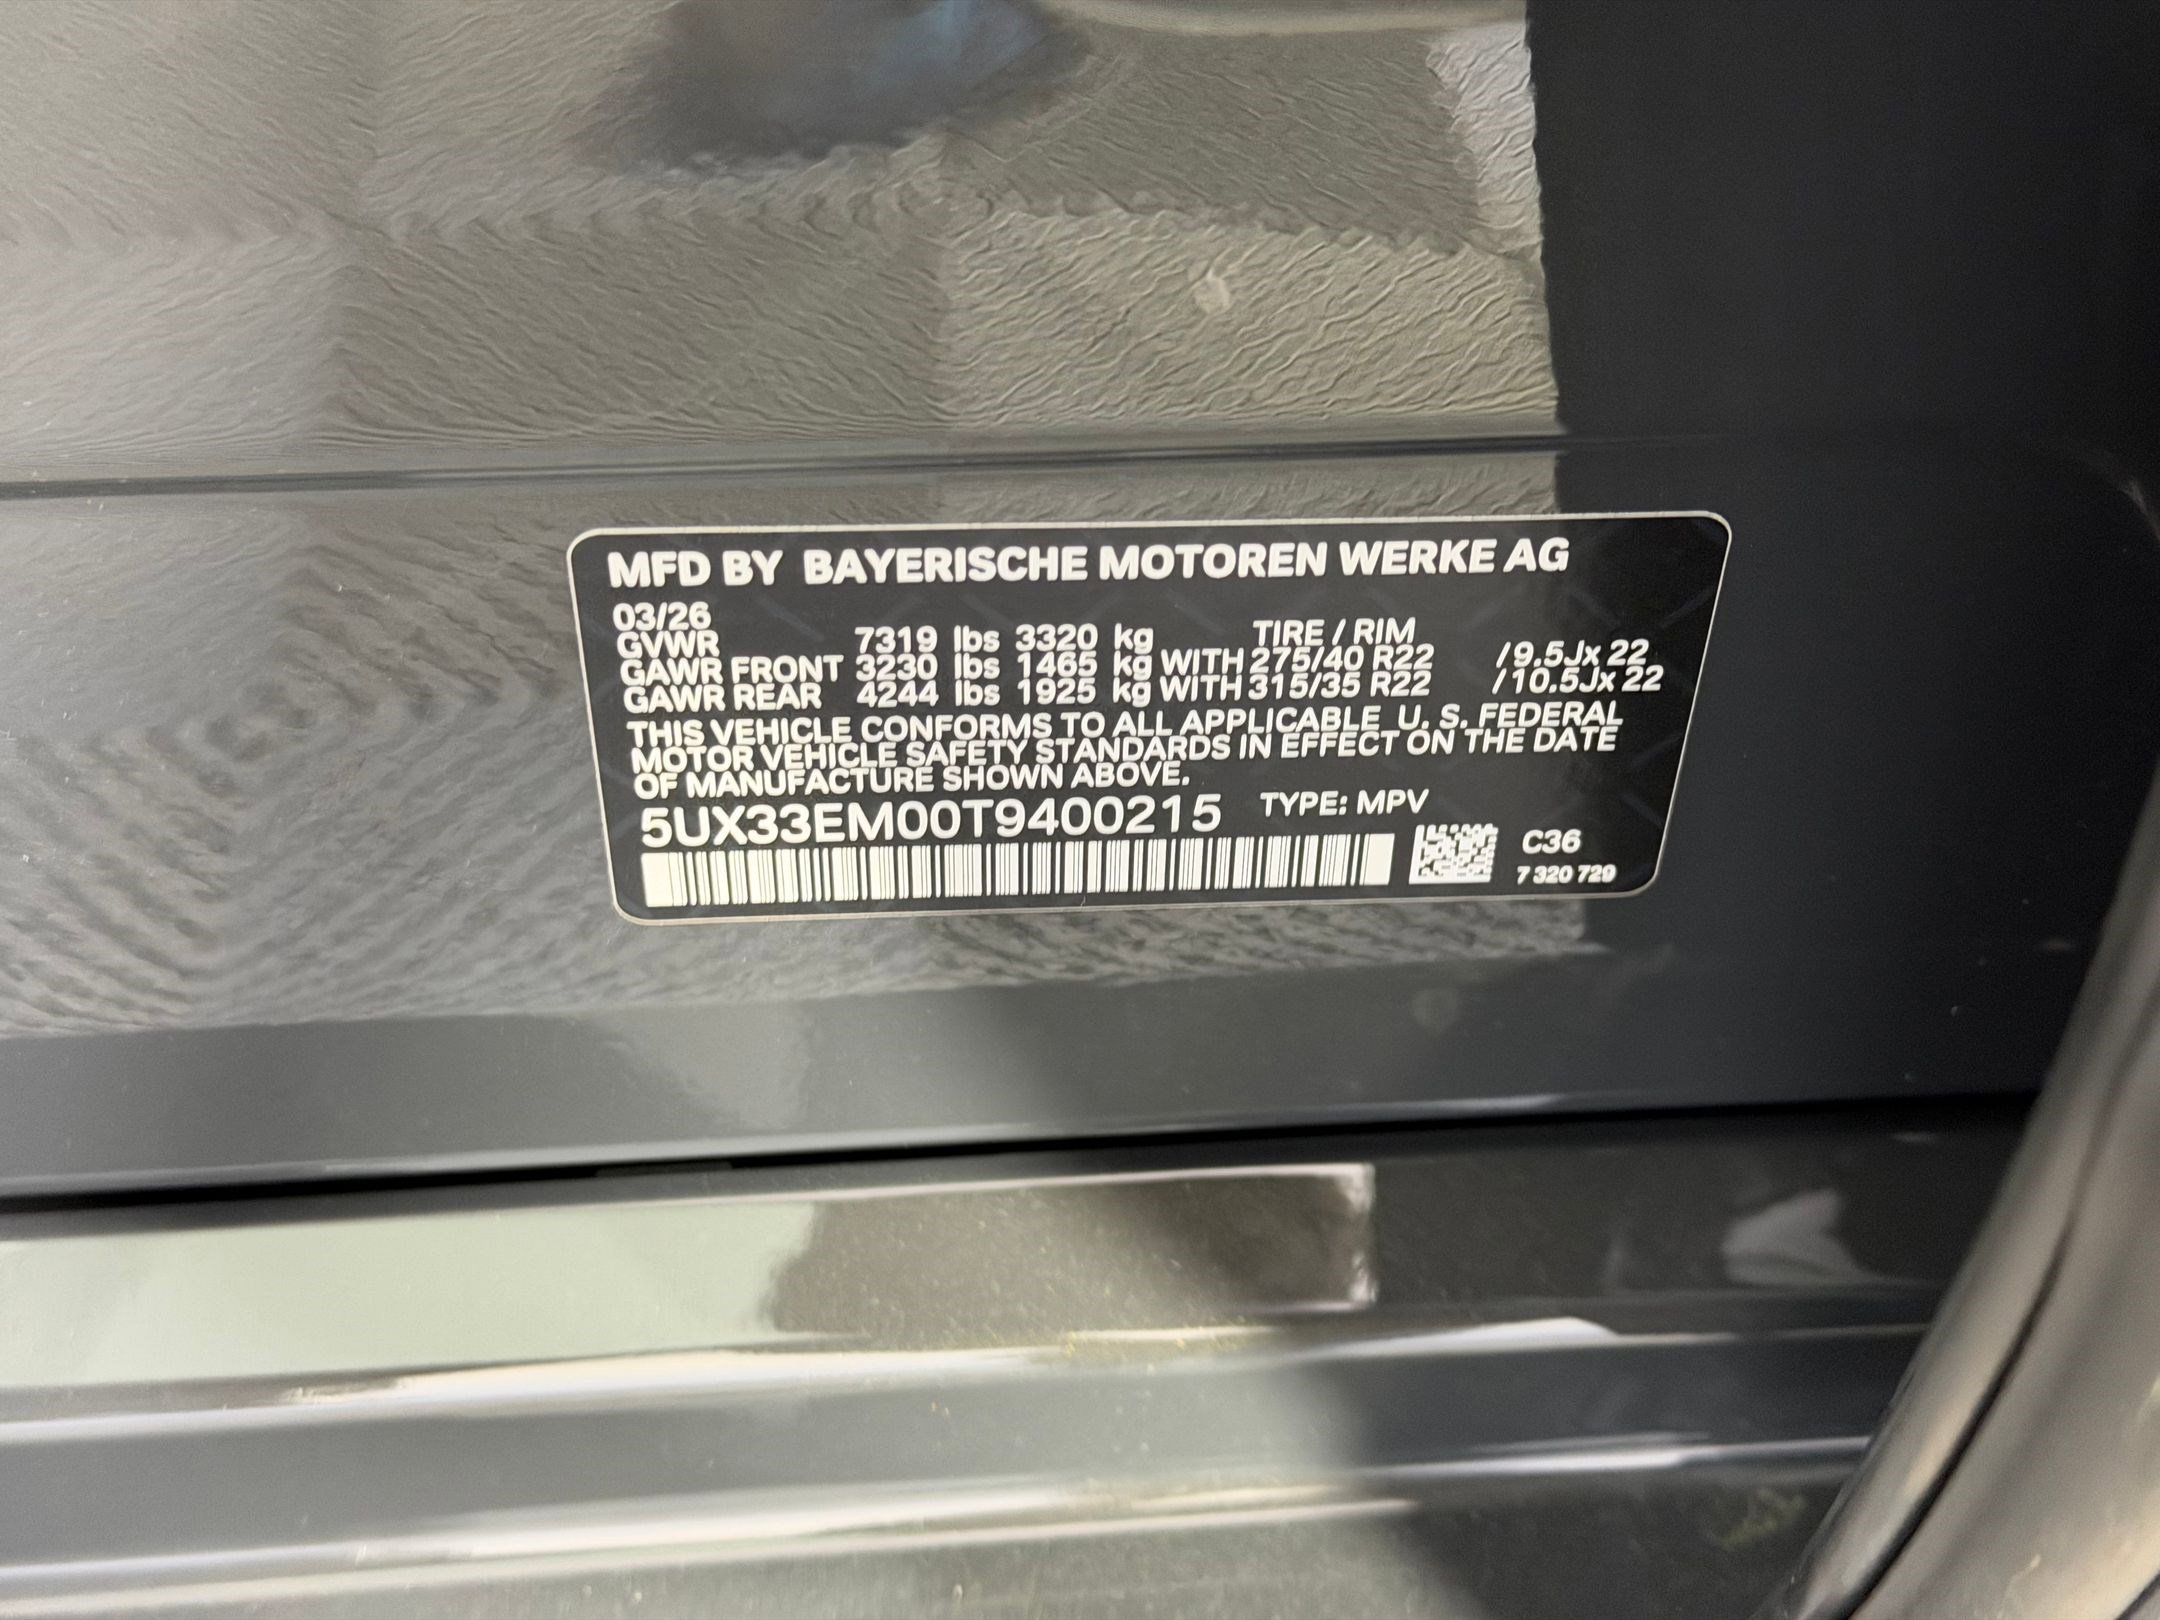 MFD BY BAYERISCHE MOTOREN WERKE AG
03/26
GVWR 7319 lbs 3320 kg TIRE / RIM
GAWR FRONT 3230 lbs 1465 kg WITH 275/40 R22 /9.5Jx 22
GAWR REAR 4244 lbs 1925 kg WITH 315/35 R22 /10.5Jx 22
THIS VEHICLE CONFORMS TO ALL APPLICABLE U. S. FEDERAL
MOTOR VEHICLE SAFETY STANDARDS IN EFFECT ON THE DATE
OF MANUFACTURE SHOWN ABOVE.
5UX33EM00T9400215 TYPE: MPV
C36
7 320 729